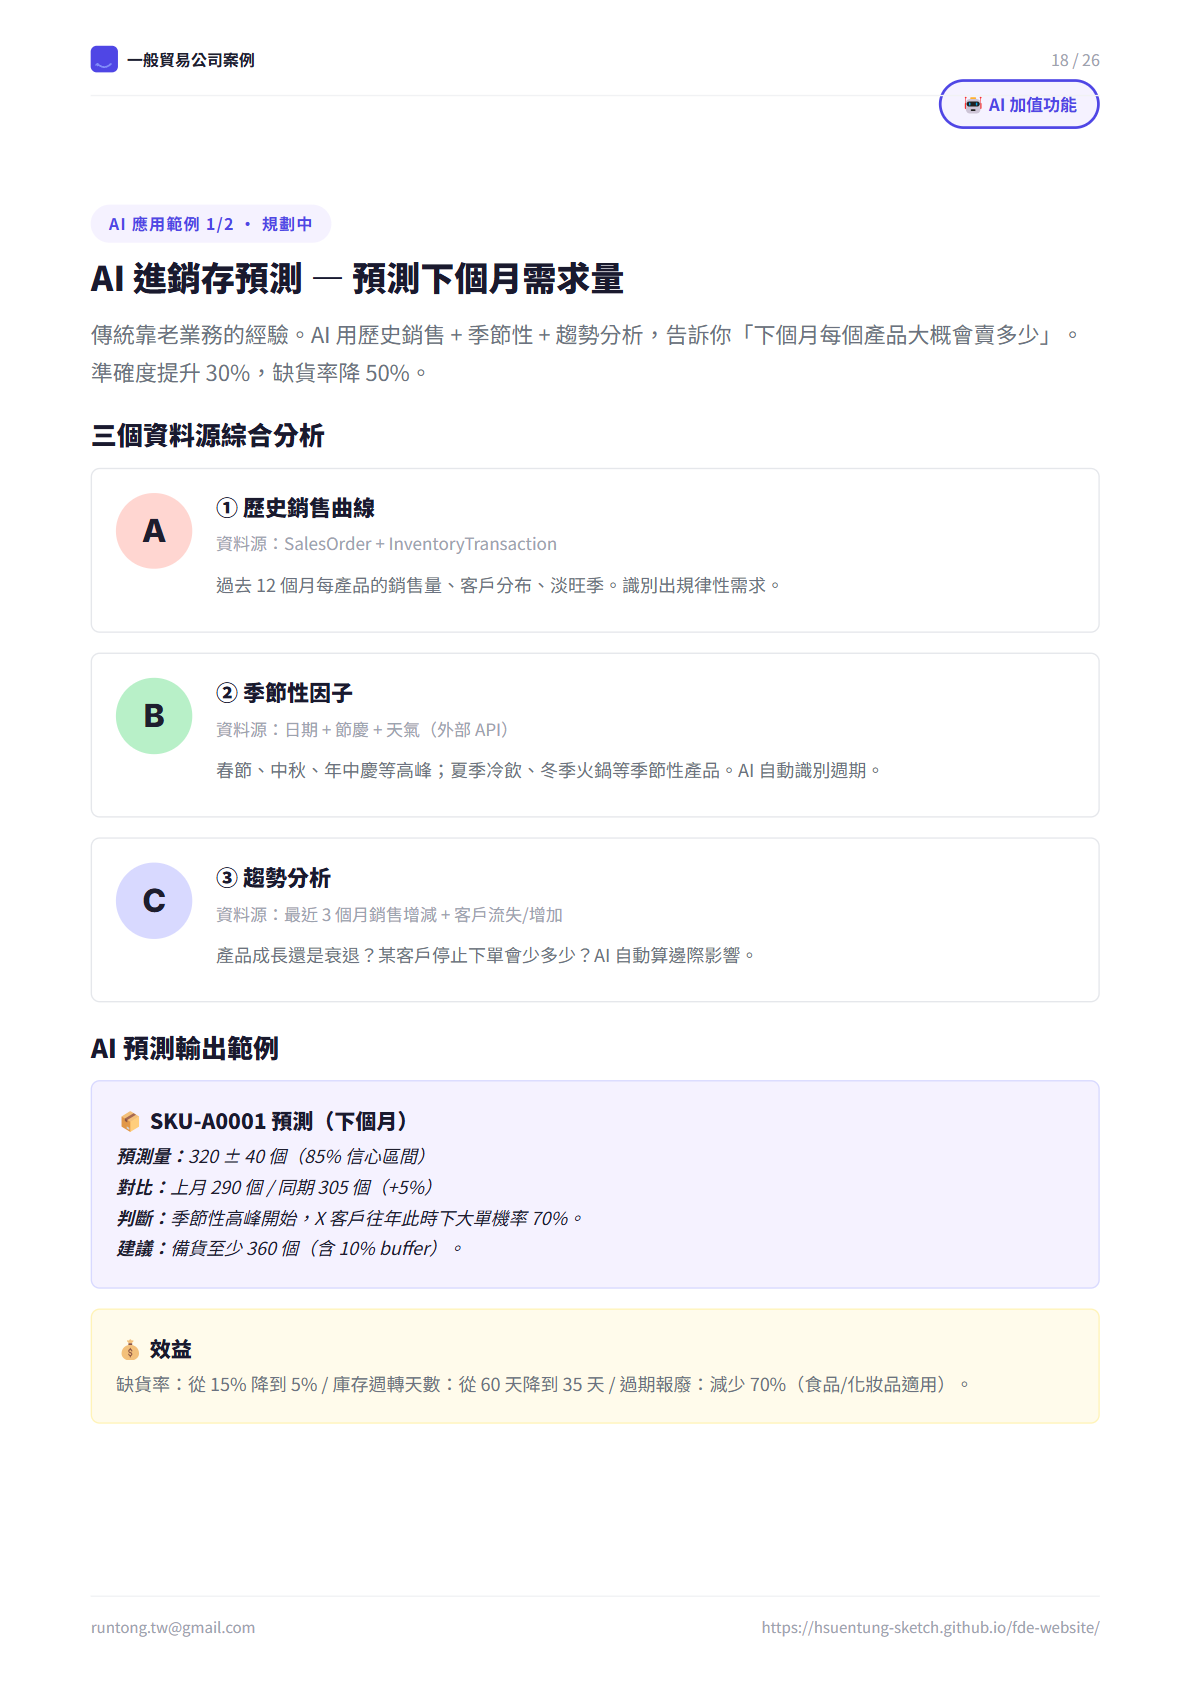 一般貿易公司案例
18 / 26
AI 加值功能
AI 應用範例 1/2 · 規劃中
AI 進銷存預測 — 預測下個月需求量
傳統靠老業務的經驗。AI 用歷史銷售 + 季節性 + 趨勢分析，告訴你「下個月每個產品大概會賣多少」。
準確度提升 30%，缺貨率降 50%。
三個資料源綜合分析
A
① 歷史銷售曲線
資料源：SalesOrder + InventoryTransaction
過去 12 個月每產品的銷售量、客戶分布、淡旺季。識別出規律性需求。
B
② 季節性因子
資料源：日期 + 節慶 + 天氣（外部 API）
春節、中秋、年中慶等高峰；夏季冷飲、冬季火鍋等季節性產品。AI 自動識別週期。
C
③ 趨勢分析
資料源：最近 3 個月銷售增減 + 客戶流失/增加
產品成長還是衰退？某客戶停止下單會少多少？AI 自動算邊際影響。
AI 預測輸出範例
SKU-A0001 預測（下個月）
預測量：320 ± 40 個（85% 信心區間）
對比：上月 290 個 / 同期 305 個（+5%）
判斷：季節性高峰開始，X 客戶往年此時下大單機率 70%。
建議：備貨至少 360 個（含 10% buffer）。
效益
缺貨率：從 15% 降到 5% / 庫存週轉天數：從 60 天降到 35 天 / 過期報廢：減少 70%（食品/化妝品適用）。
runtong.tw@gmail.com
https://hsuentung-sketch.github.io/fde-website/